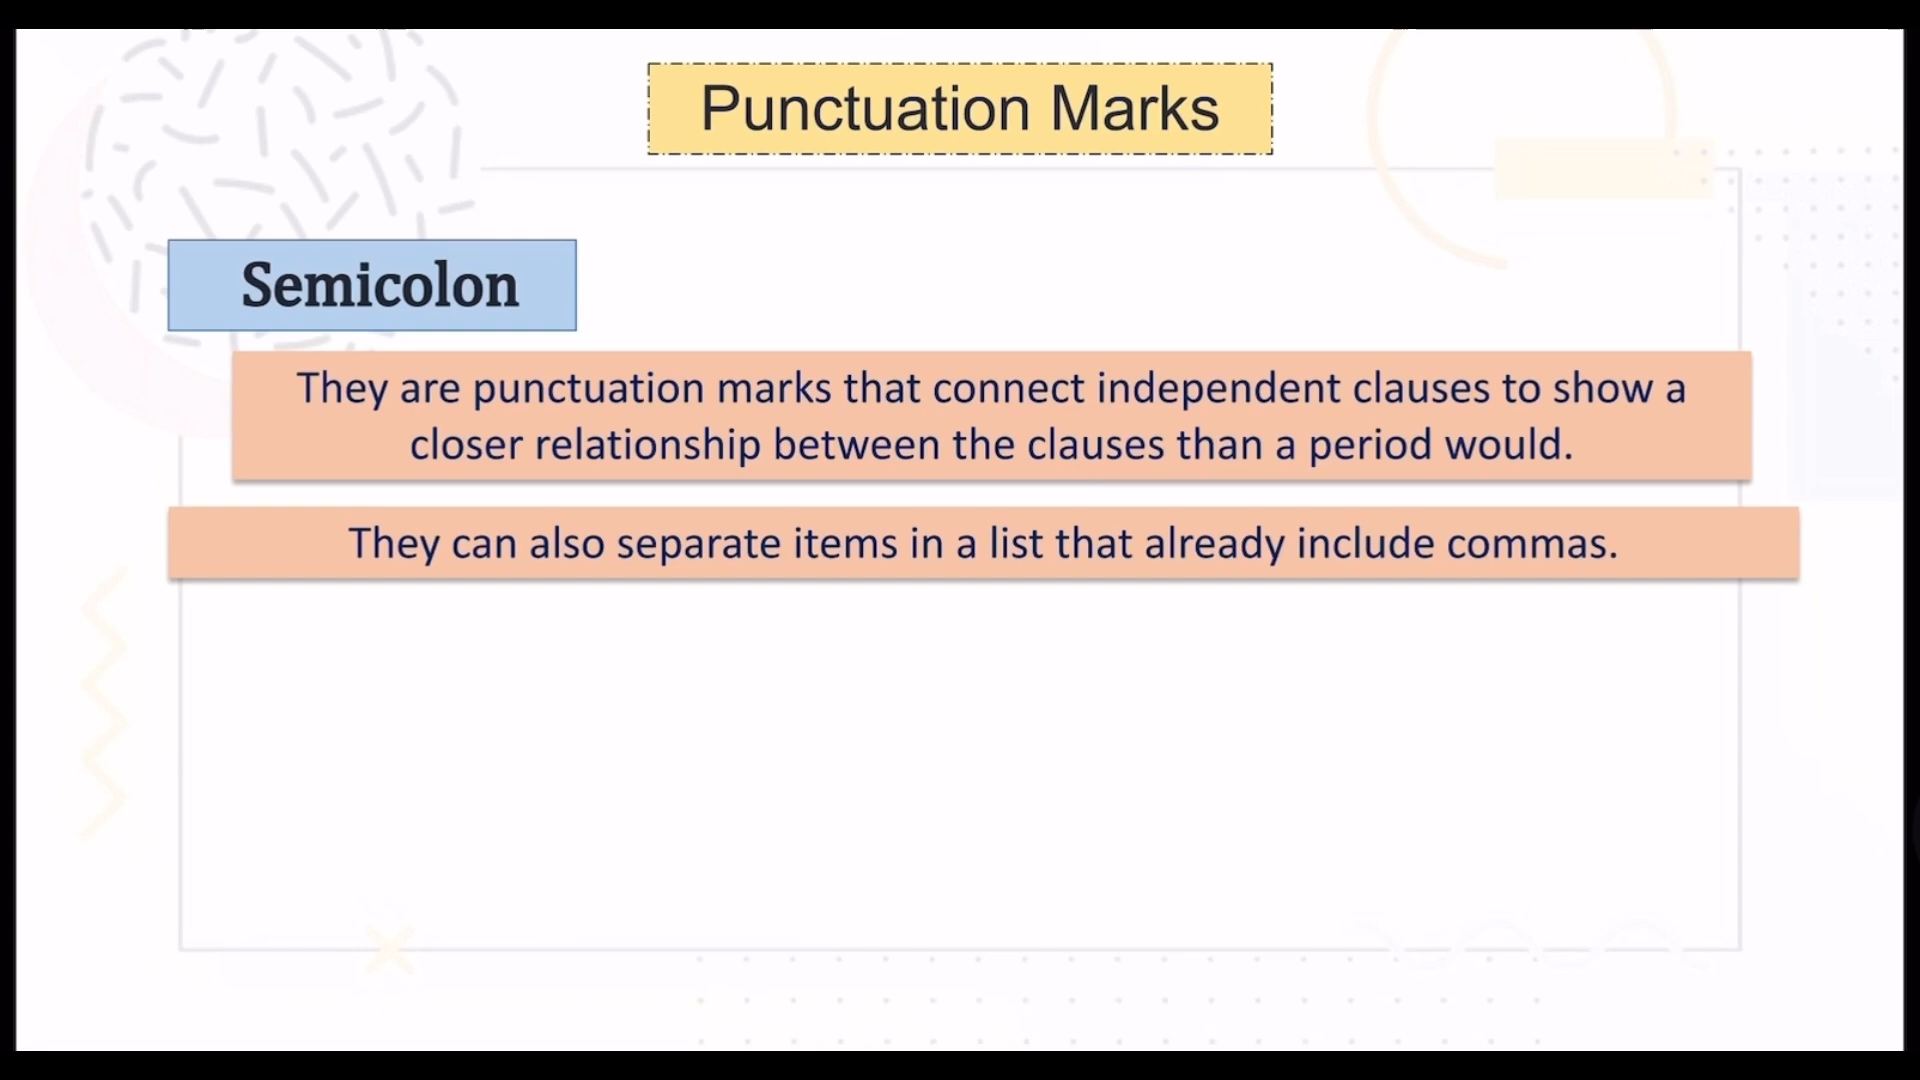 Punctuation Marks
Semicolon
They are punctuation marks that connect independent clauses to show a
closer relationship between the clauses than a period would.
They can also separate items in a list that already include commas.